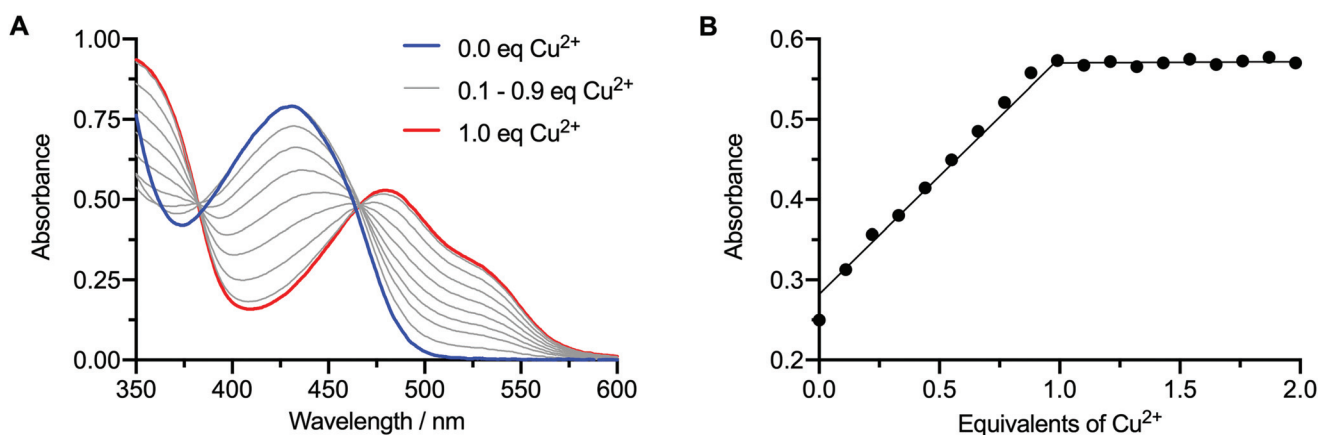 A
1.00
0.75
0.50
0.25
0.00
Absorbance
350
400
450
500
550
600
Wavelength / nm
0.0 eq Cu²⁺
0.1 - 0.9 eq Cu²⁺
1.0 eq Cu²⁺
B
0.6
0.5
0.4
0.3
0.2
Absorbance
0.0
0.5
1.0
1.5
2.0
Equivalents of Cu²⁺